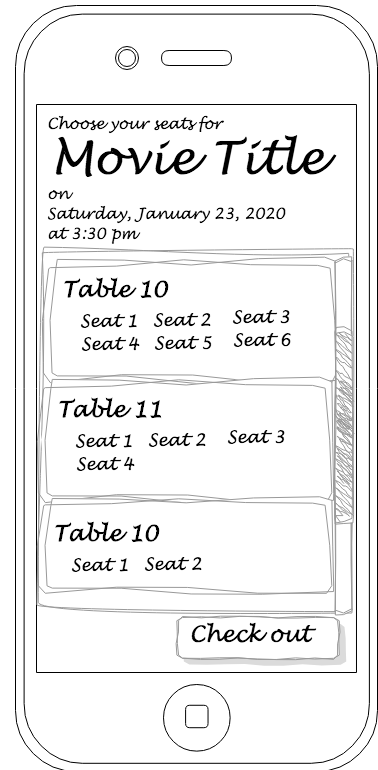 Choose your seats for
Movie Title
on
Saturday, January 23, 2020
at 3:30 pm
Table 10
Seat 1 Seat 2 Seat 3
Seat 4 Seat 5 Seat 6
Table 11
Seat 1 Seat 2 Seat 3
Seat 4
Table 10
Seat 1 Seat 2
Check out